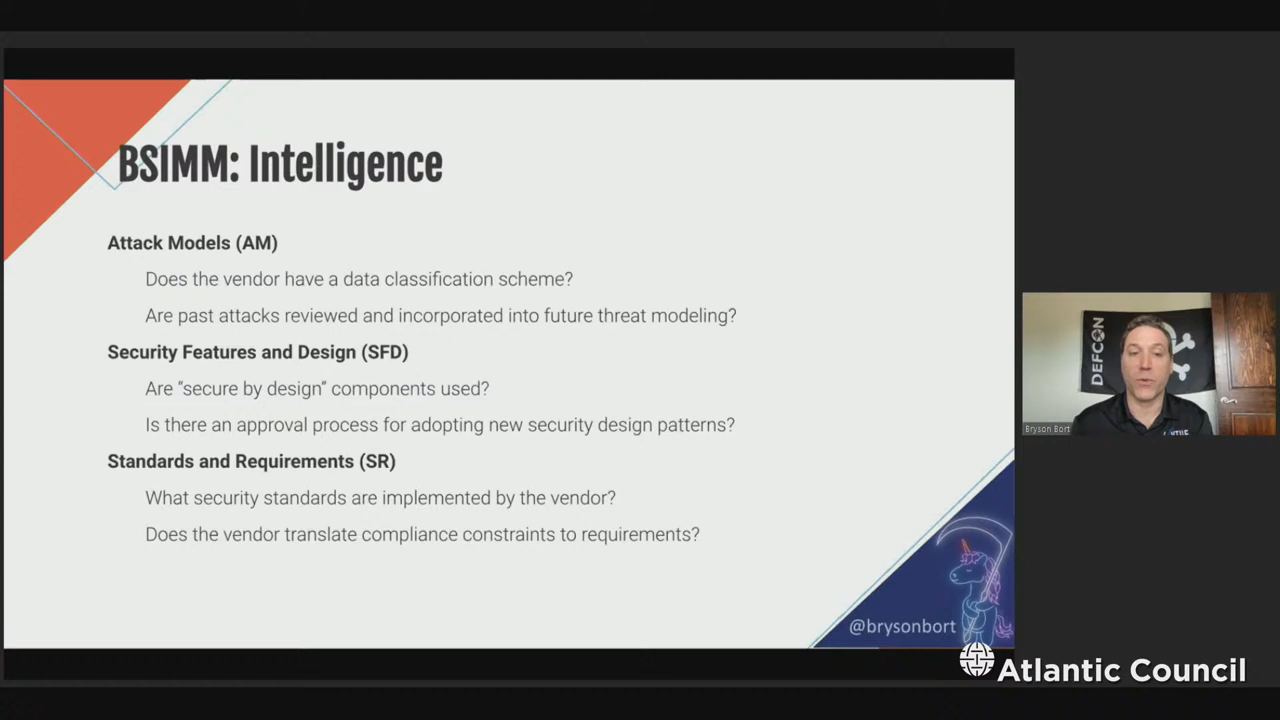 BSIMM: Intelligence
Attack Models (AM)
Does the vendor have a data classification scheme?
Are past attacks reviewed and incorporated into future threat modeling?
Security Features and Design (SFD)
Are "secure by design" components used?
Is there an approval process for adopting new security design patterns?
Standards and Requirements (SR)
What security standards are implemented by the vendor?
Does the vendor translate compliance constraints to requirements?
@brysonbort
DEFCON
Bryson Bort
Atlantic Council